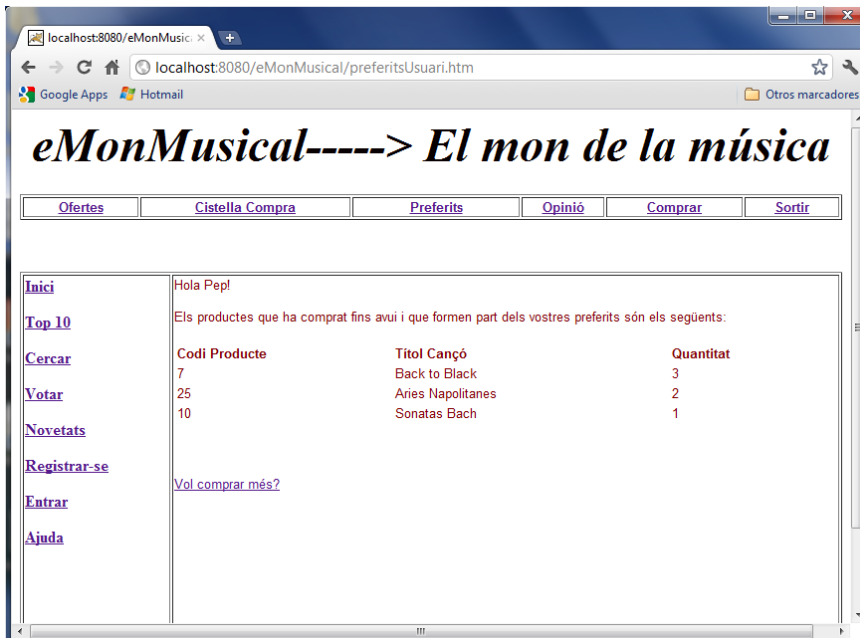 localhost:8080/eMonMusic
localhost:8080/eMonMusical/preferitsUsuari.htm
Google Apps Hotmail Otros marcadores
eMonMusical-----> El mon de la música
Ofertes Cistella Compra Preferits Opinió Comprar Sortir
Inici
Top 10
Cercar
Votar
Novetats
Registrar-se
Entrar
Ajuda
Hola Pep!
Els productes que ha comprat fins avui i que formen part dels vostres preferits són els següents:
Codi Producte Títol Cançó Quantitat
7 Back to Black 3
25 Aries Napolitanes 2
10 Sonatas Bach 1
Vol comprar més?